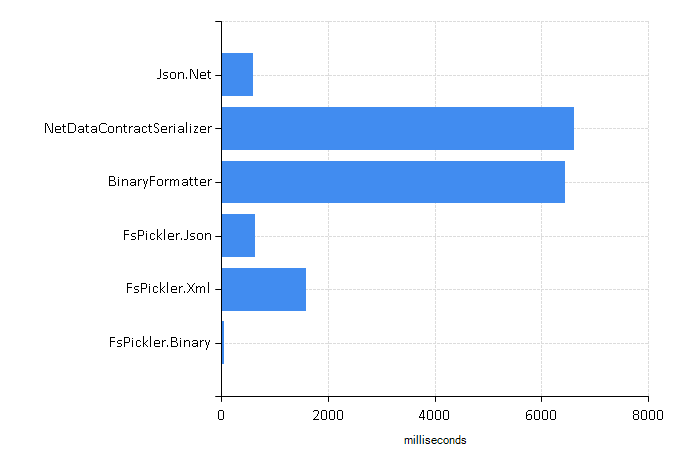 Json.Net
NetDataContractSerializer
BinaryFormatter
FsPickler.Json
FsPickler.Xml
FsPickler.Binary
0 2000 4000 6000 8000
milliseconds